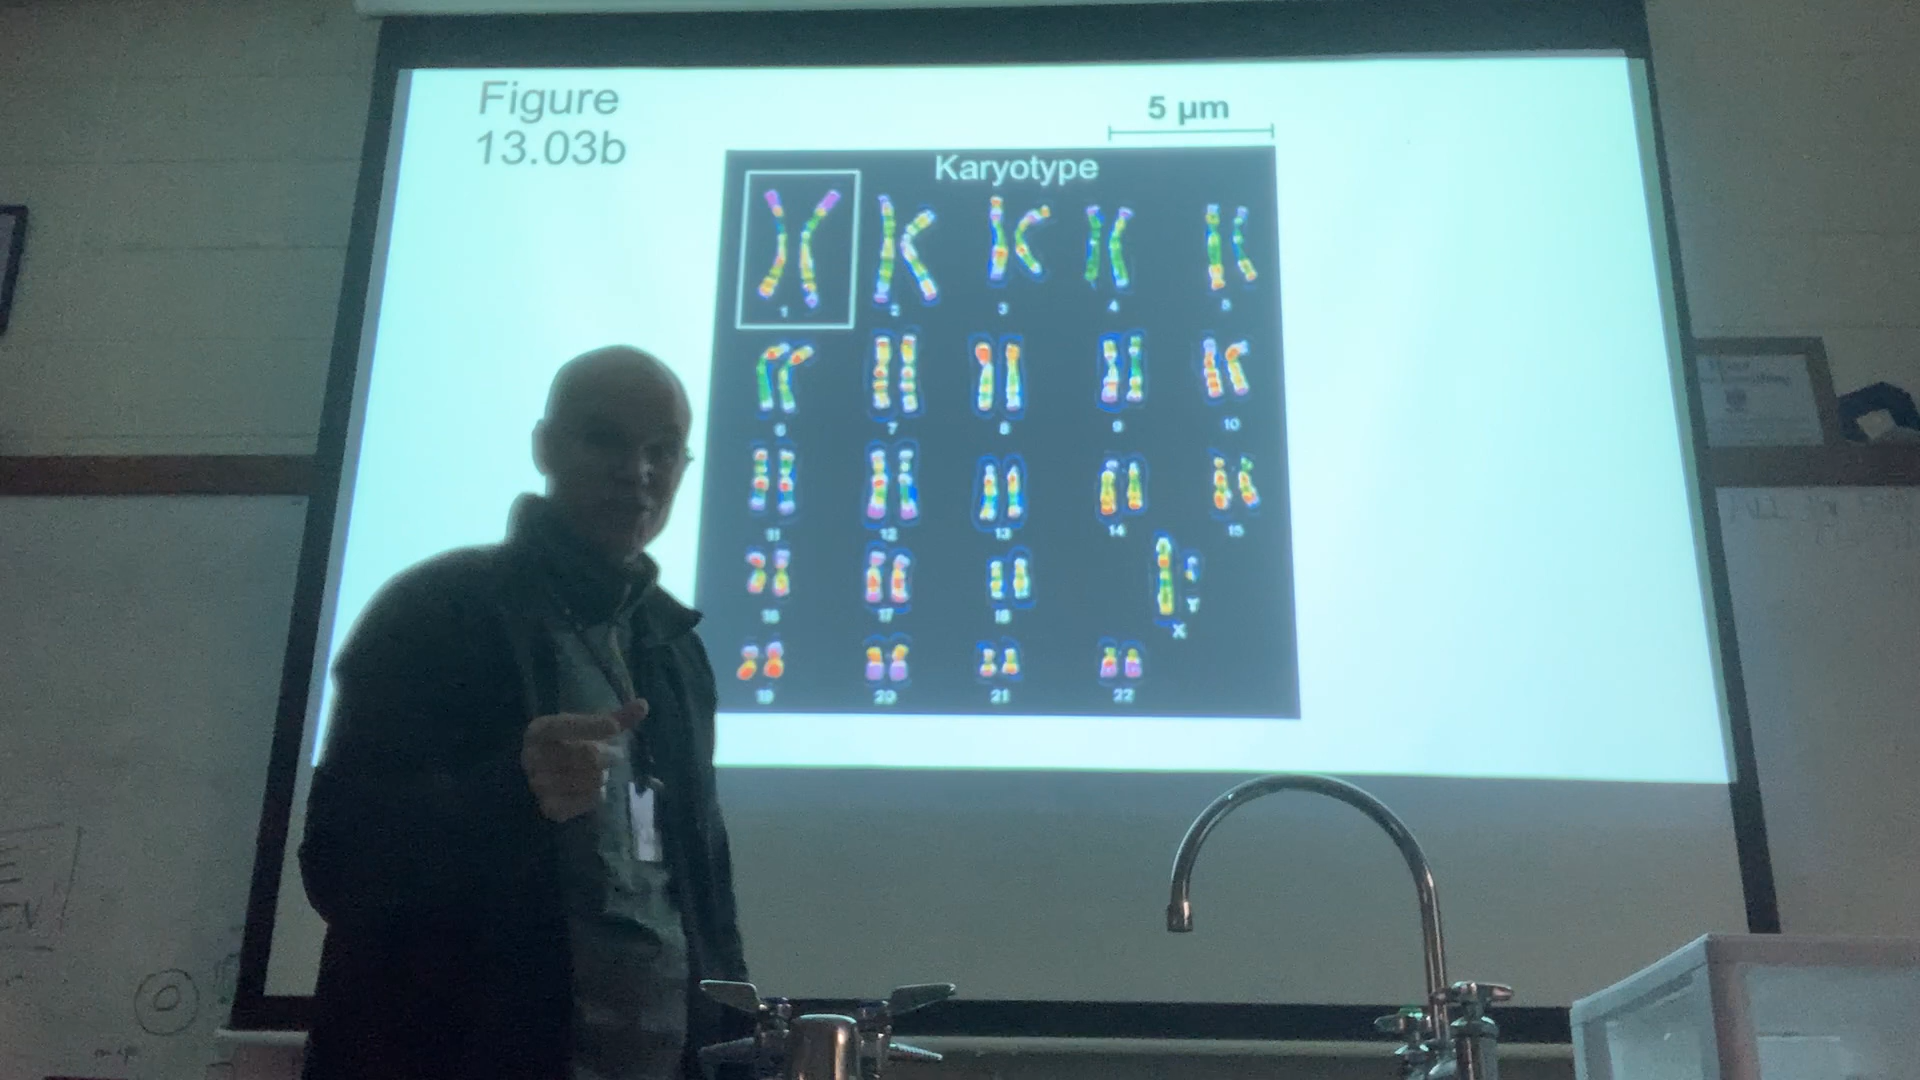 Figure
13.03b
5 µm
Karyotype
1 2 3 4 5
6 7 8 9 10
11 12 13 14 15
16 17 18
Y
X
19 20 21 22
ALL